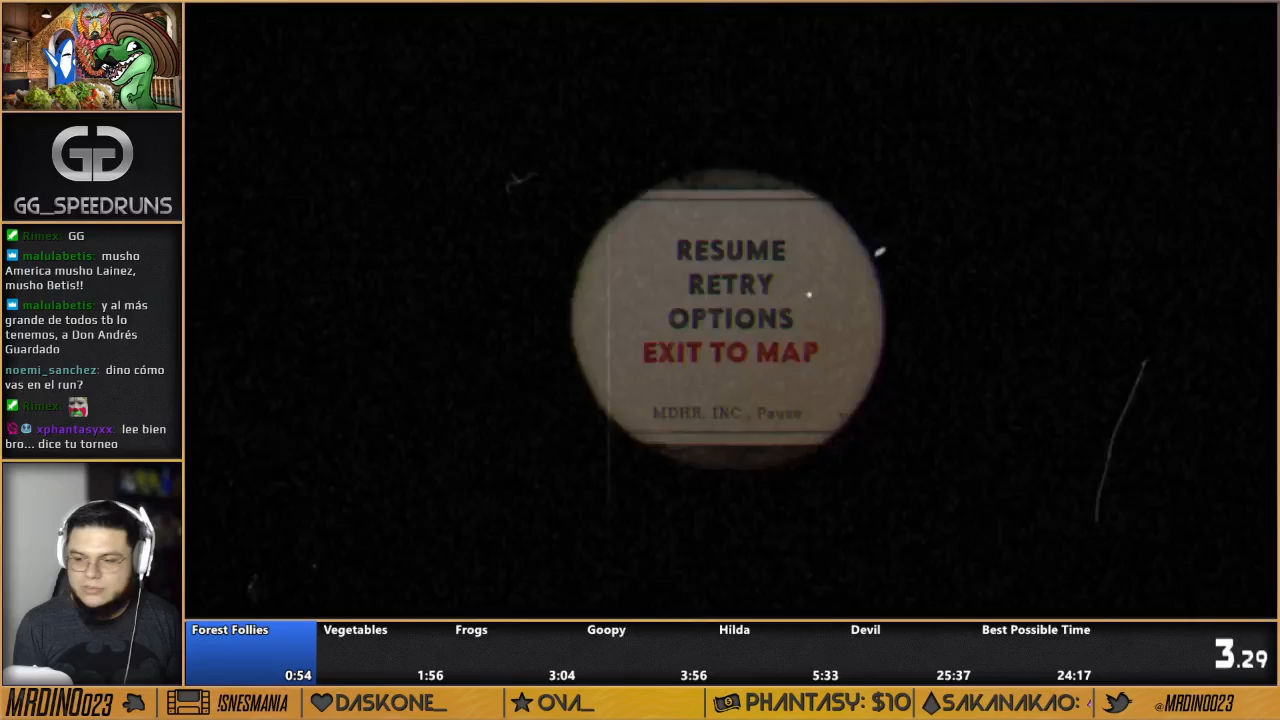 GG_SPEEDRUNS
Rimex: GG
malulabetis: musho
America musho Lainez,
musho Betis!!
malulabetis: y al más
grande de todos tb lo
tenemos, a Don Andrés
Guardado
noemi_sanchez: dino cómo
vas en el run?
Rimex:
xphantasyxx: lee bien
bro... dice tu torneo
RESUME
RETRY
OPTIONS
EXIT TO MAP
MDHR. INC., Pause
Forest Follies
0:54
Vegetables
1:56
Frogs
3:04
Goopy
3:56
Hilda
5:33
Devil
25:37
Best Possible Time
24:17
3.29
MRDINO023
!SNESMANIA
DASKONE_
OVA_
PHANTASY: $10
SAKANAKAO:
@MRDINO023